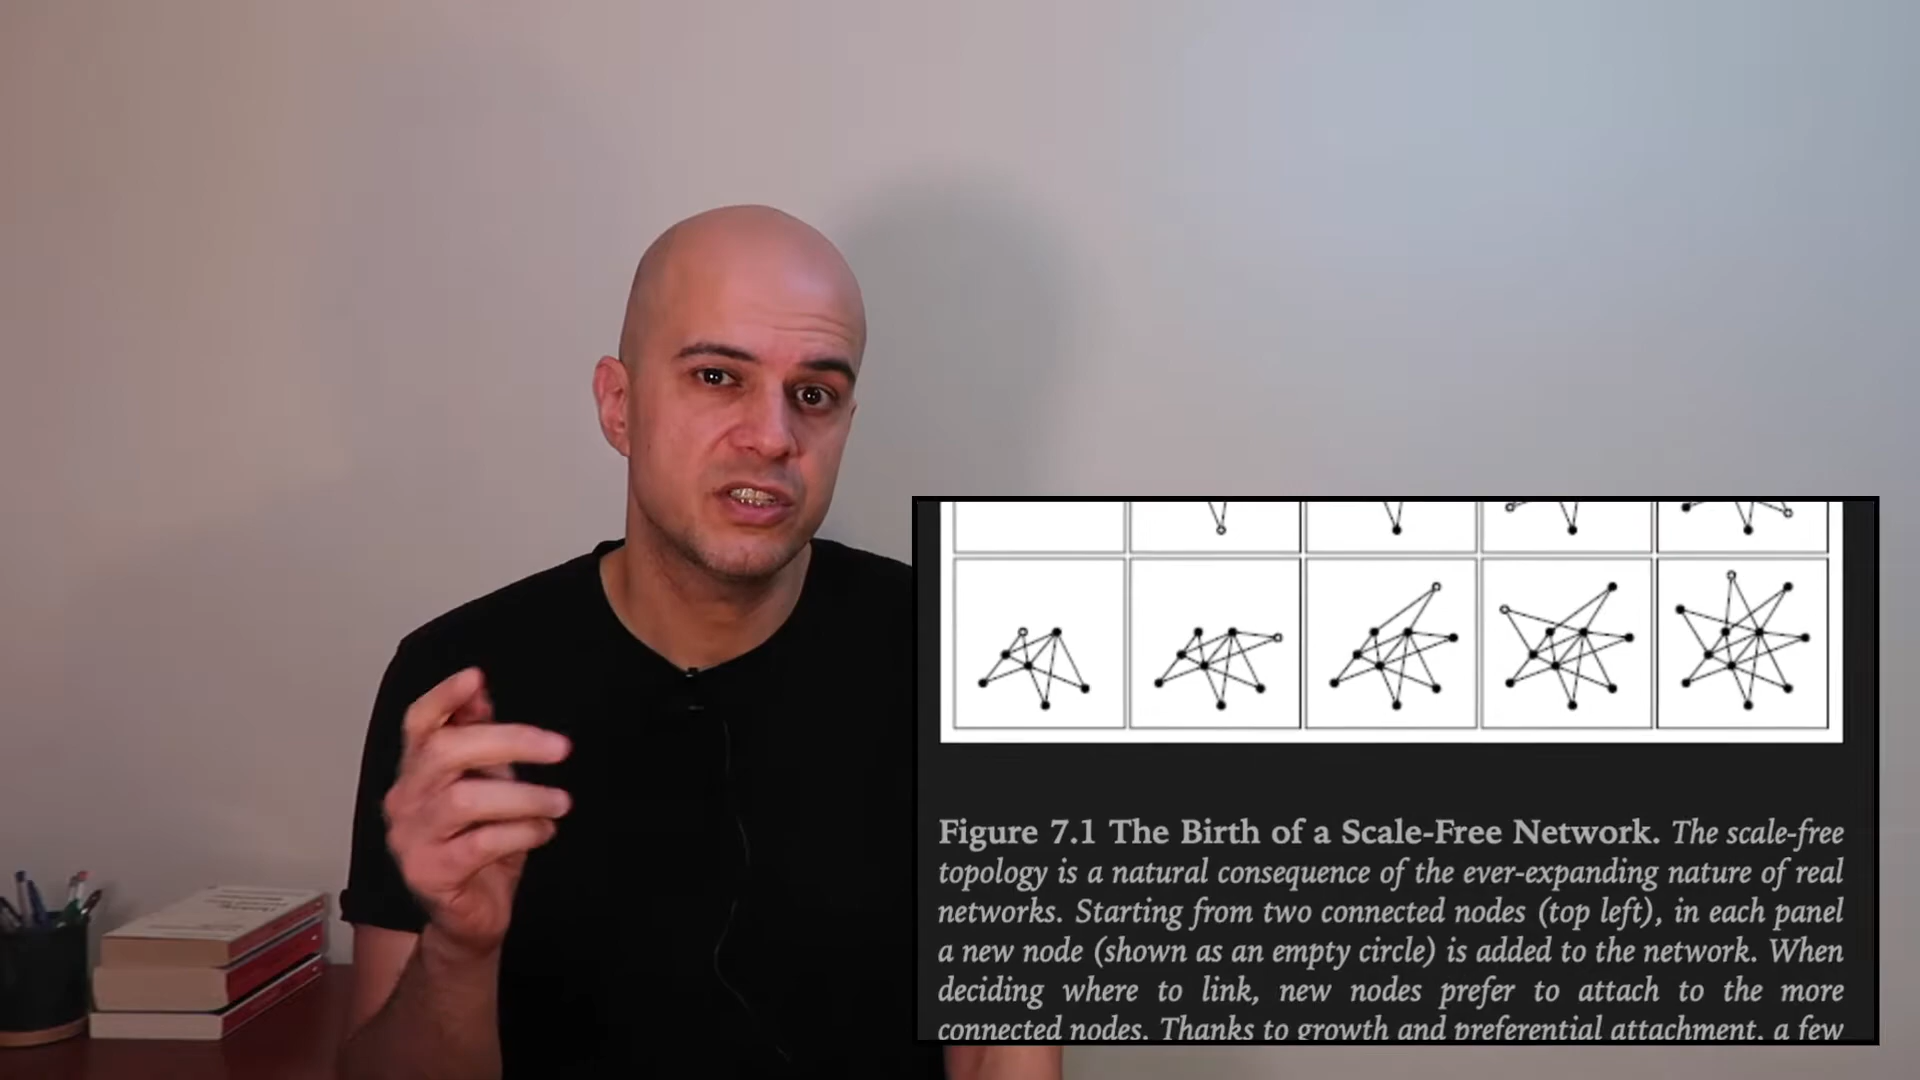 Figure 7.1 The Birth of a Scale-Free Network. The scale-free
topology is a natural consequence of the ever-expanding nature of real
networks. Starting from two connected nodes (top left), in each panel
a new node (shown as an empty circle) is added to the network. When
deciding where to link, new nodes prefer to attach to the more
connected nodes. Thanks to growth and preferential attachment, a few